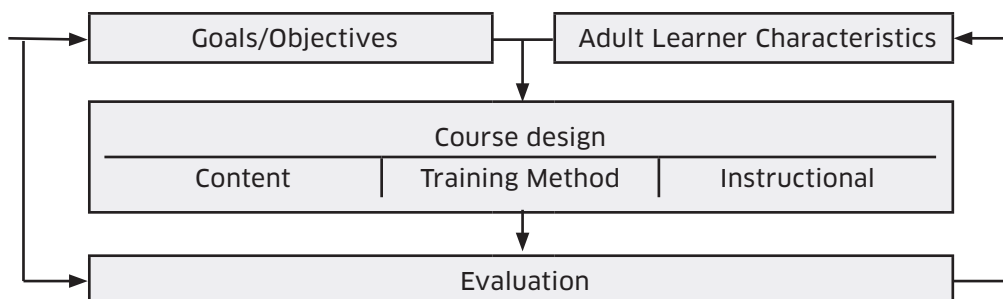 Goals/Objectives
Adult Learner Characteristics
Course design
Content
Training Method
Instructional
Evaluation